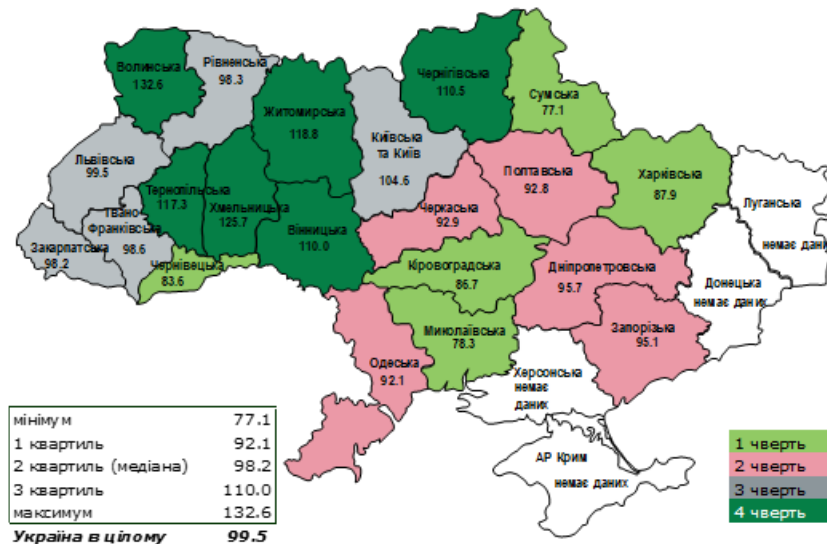 Волинська
132.6
Рівненська
98.3
Житомирська
118.8
Київська
та Київ
104.6
Чернігівська
110.5
Сумська
77.1
Львівська
99.5
Тернопільська
117.3
Хмельницька
125.7
Вінницька
110.0
Черкаська
92.9
Полтавська
92.8
Харківська
87.9
Луганська
немає даних
Закарпатська
98.2
Івано-
Франківська
98.6
Чернівецька
83.6
Кіровоградська
86.7
Дніпропетровська
95.7
Донецька
немає даних
Миколаївська
78.3
Запорізька
95.1
Одеська
92.1
Херсонська
немає
даних
АР Крим
немає даних
мінімум 77.1
1 квартиль 92.1
2 квартиль (медіана) 98.2
3 квартиль 110.0
максимум 132.6
Україна в цілому 99.5
1 чверть
2 чверть
3 чверть
4 чверть